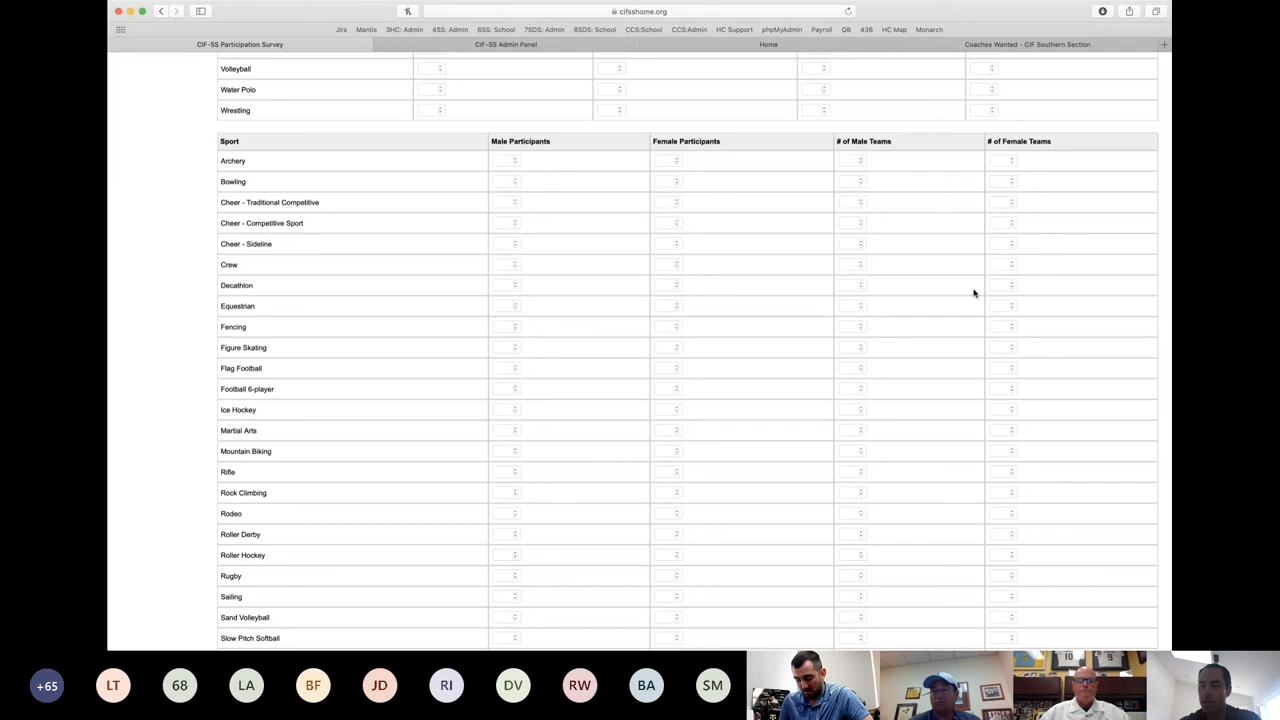 cifsshome.org
Jira Mantis 3HC: Admin 4SS: Admin 6SS: School 7SDS: Admin 8SDS: School CCS:School CCS:Admin HC Support phpMyAdmin Payroll QB 436 HC Map Monarch
CIF-SS Participation Survey CIF-SS Admin Panel Home Coaches Wanted - CIF Southern Section
Volleyball
Water Polo
Wrestling
Sport Male Participants Female Participants # of Male Teams # of Female Teams
Archery
Bowling
Cheer - Traditional Competitive
Cheer - Competitive Sport
Cheer - Sideline
Crew
Decathlon
Equestrian
Fencing
Figure Skating
Flag Football
Football 6-player
Ice Hockey
Martial Arts
Mountain Biking
Rifle
Rock Climbing
Rodeo
Roller Derby
Roller Hockey
Rugby
Sailing
Sand Volleyball
Slow Pitch Softball
+65 LT 68 LA BF JD RI DV RW BA SM
10 9